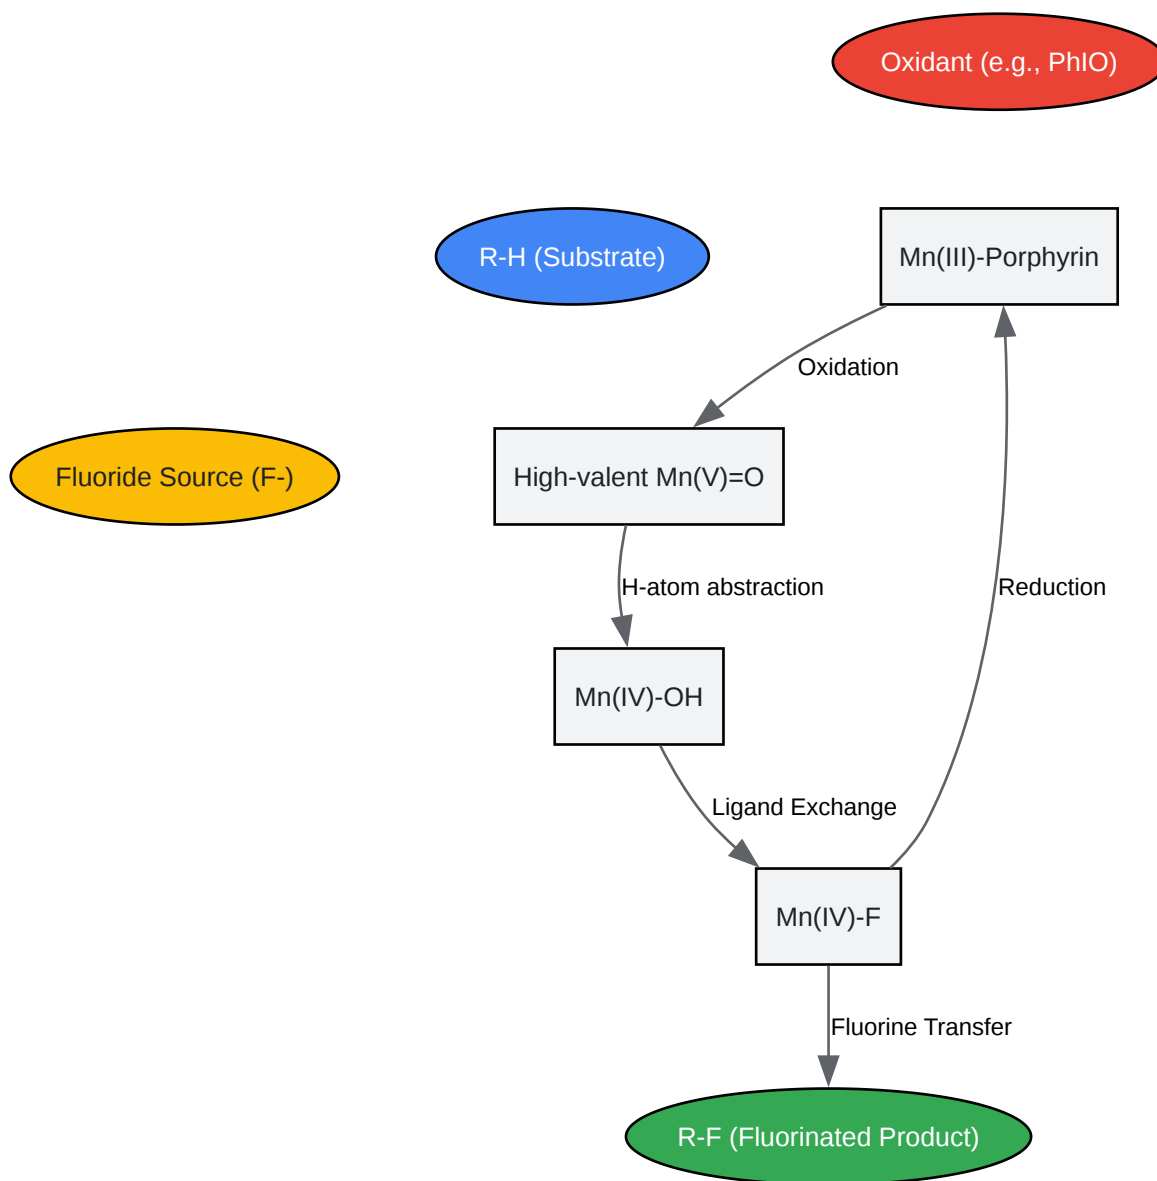 Oxidant (e.g., PhIO)
R-H (Substrate)
Mn(III)-Porphyrin
Oxidation
Fluoride Source (F-)
High-valent Mn(V)=O
H-atom abstraction
Reduction
Mn(IV)-OH
Ligand Exchange
Mn(IV)-F
Fluorine Transfer
R-F (Fluorinated Product)